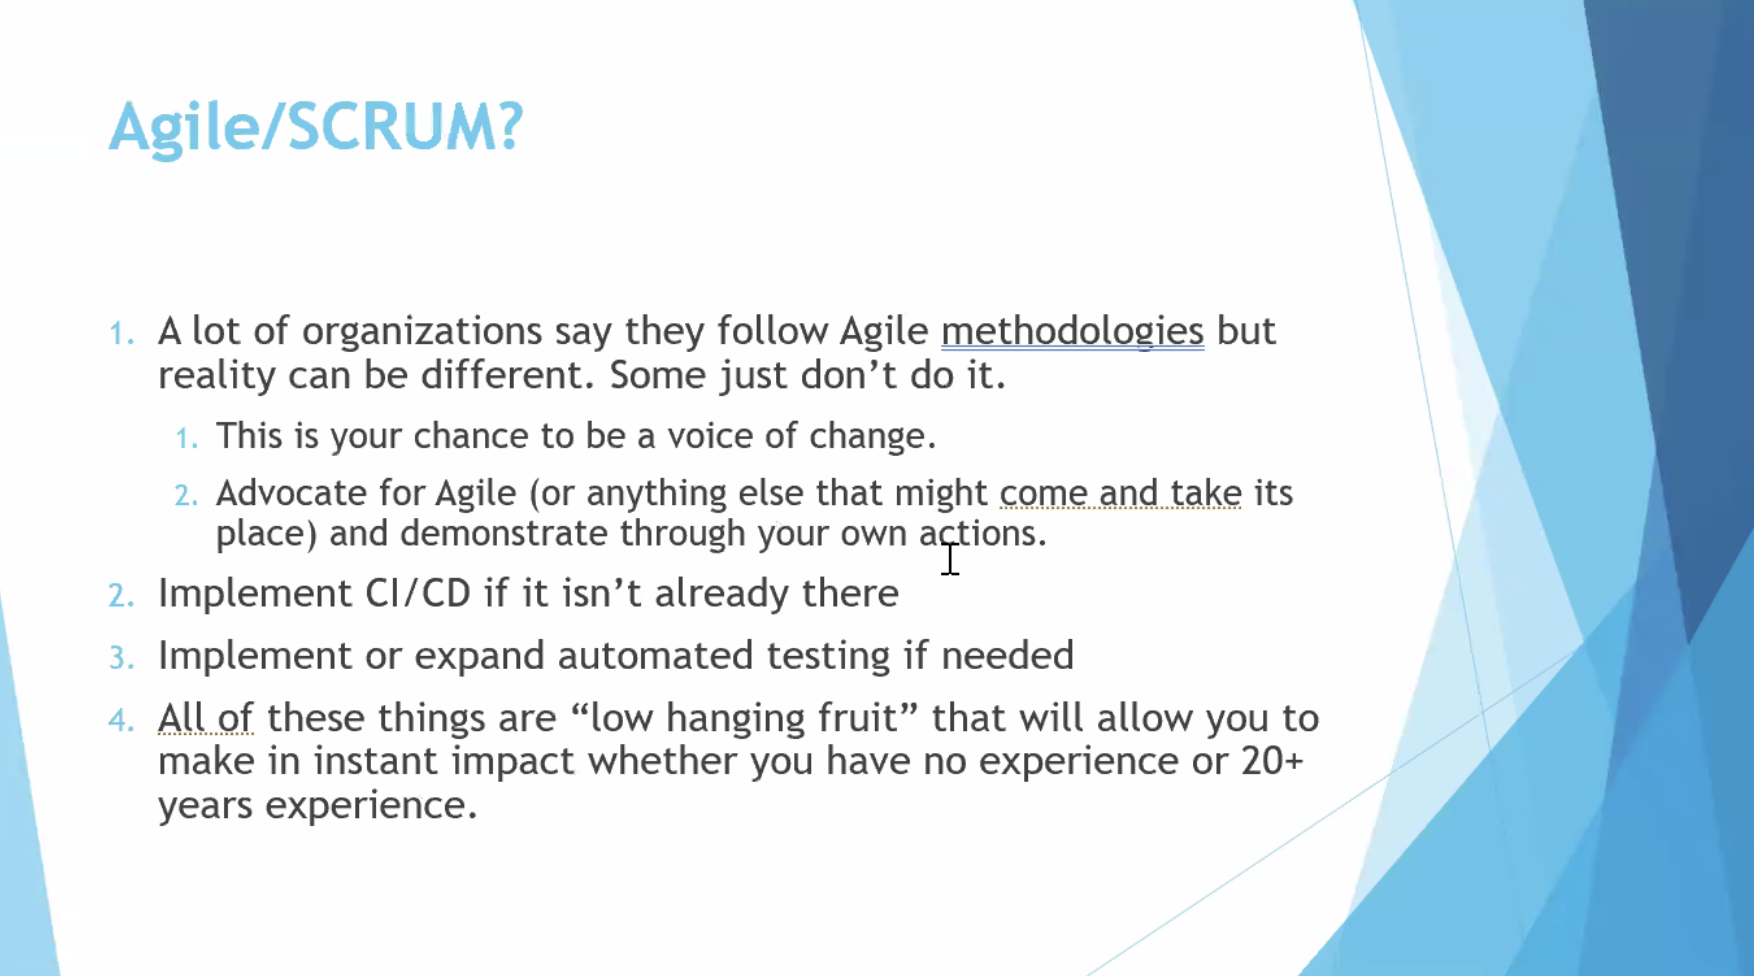 Agile/SCRUM?
1. A lot of organizations say they follow Agile methodologies but
reality can be different. Some just don’t do it.
1. This is your chance to be a voice of change.
2. Advocate for Agile (or anything else that might come and take its
place) and demonstrate through your own actions.
2. Implement CI/CD if it isn’t already there
3. Implement or expand automated testing if needed
4. All of these things are “low hanging fruit” that will allow you to
make in instant impact whether you have no experience or 20+
years experience.